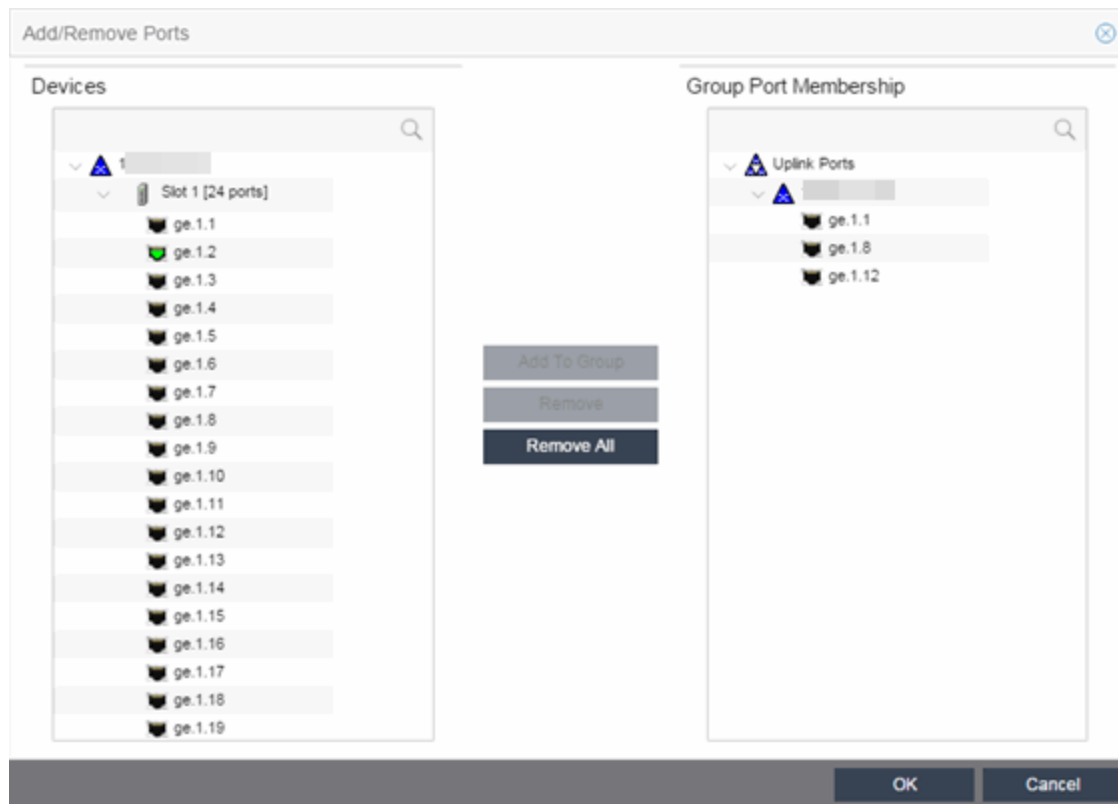 Add/Remove Ports
Devices
Group Port Membership
1
Slot 1 [24 ports]
ge.1.1
ge.1.2
ge.1.3
ge.1.4
ge.1.5
ge.1.6
ge.1.7
ge.1.8
ge.1.9
ge.1.10
ge.1.11
ge.1.12
ge.1.13
ge.1.14
ge.1.15
ge.1.16
ge.1.17
ge.1.18
ge.1.19
Add To Group
Remove
Remove All
Uplink Ports
ge.1.1
ge.1.8
ge.1.12
OK
Cancel